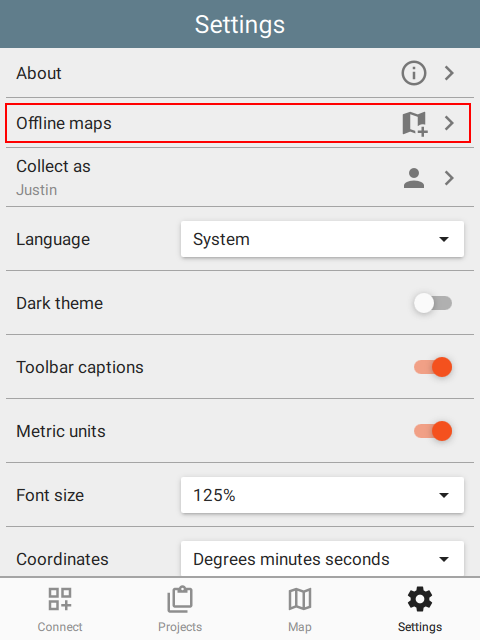 Settings
About
Offline maps
Collect as
Justin
Language System
Dark theme
Toolbar captions
Metric units
Font size 125%
Coordinates Degrees minutes seconds
Connect Projects Map Settings